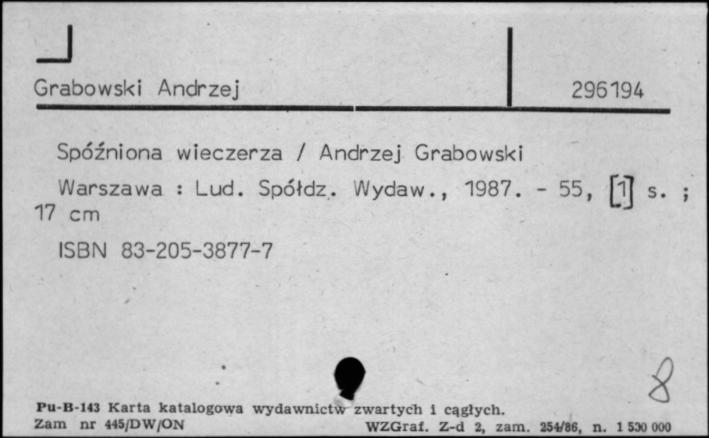 Grabowski Andrzej 296194
Spóźniona wieczerza / Andrzej Grabowski
Warszawa : Lud. Spółdz. Wydaw., 1987. - 55, [1] s. ;
17 cm
ISBN 83-205-3877-7
8
Pu-B-143 Karta katalogowa wydawnictw zwartych i cągłych.
Zam nr 445/DW/ON WZGraf. Z-d 2, zam. 254/86, n. 1 530 000